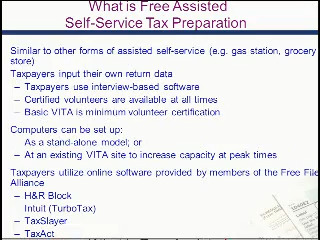 What is Free Assisted
Self-Service Tax Preparation
Similar to other forms of assisted self-service (e.g. gas station, grocery
store)
Taxpayers input their own return data
– Taxpayers use interview-based software
– Certified volunteers are available at all times
– Basic VITA is minimum volunteer certification
Computers can be set up:
As a stand-alone model; or
– At an existing VITA site to increase capacity at peak times
Taxpayers utilize online software provided by members of the Free File
Alliance
– H&R Block
Intuit (TurboTax)
– TaxSlayer
– TaxAct